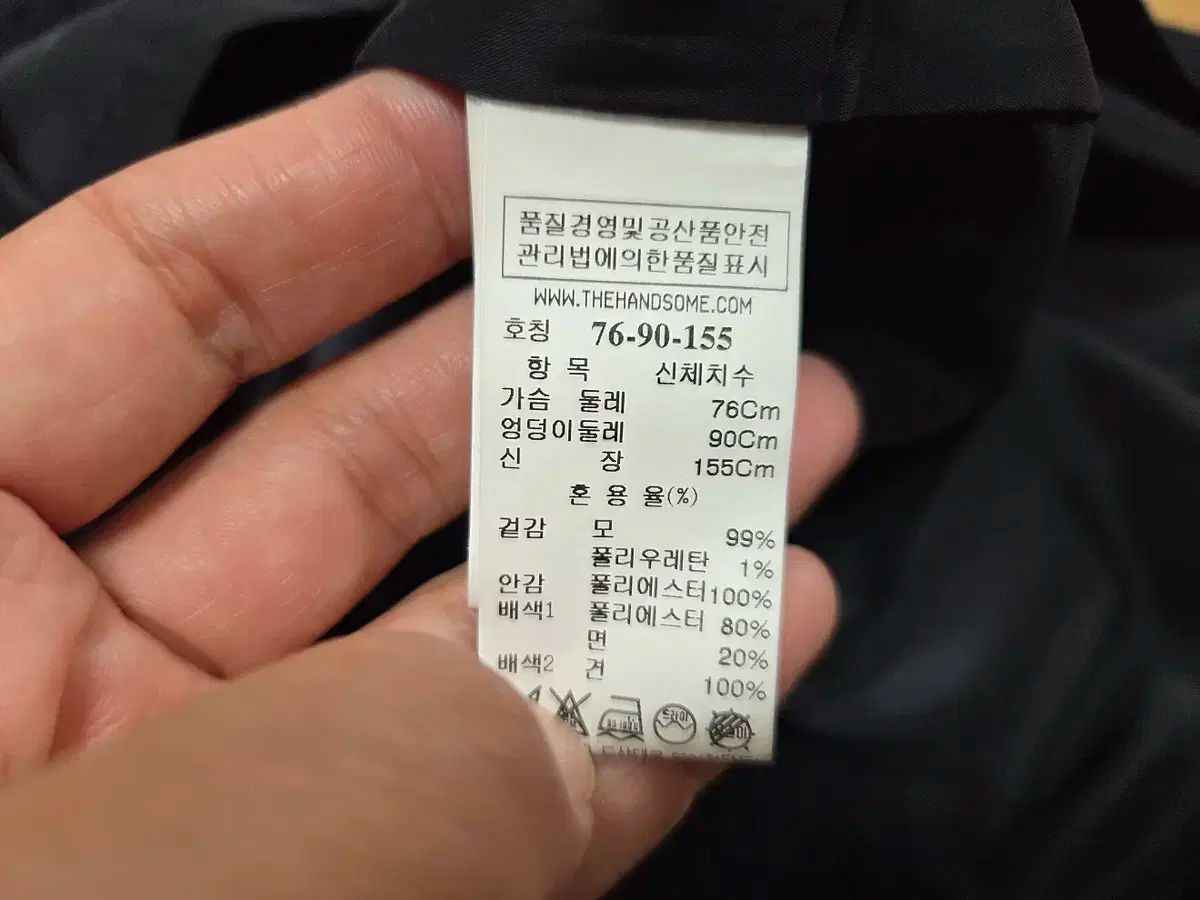 품질경영및공산품안전
관리법에의한품질표시
WWW.THEHANDSOME.COM
호칭 76-90-155
항 목 신체치수
가슴 둘레 76Cm
엉덩이둘레 90Cm
신 장 155Cm
혼 용 율(%)
겉감 모 99%
폴리우레탄 1%
안감 폴리에스터 100%
배색1 폴리에스터 80%
면 20%
배색2 견 100%
드라이